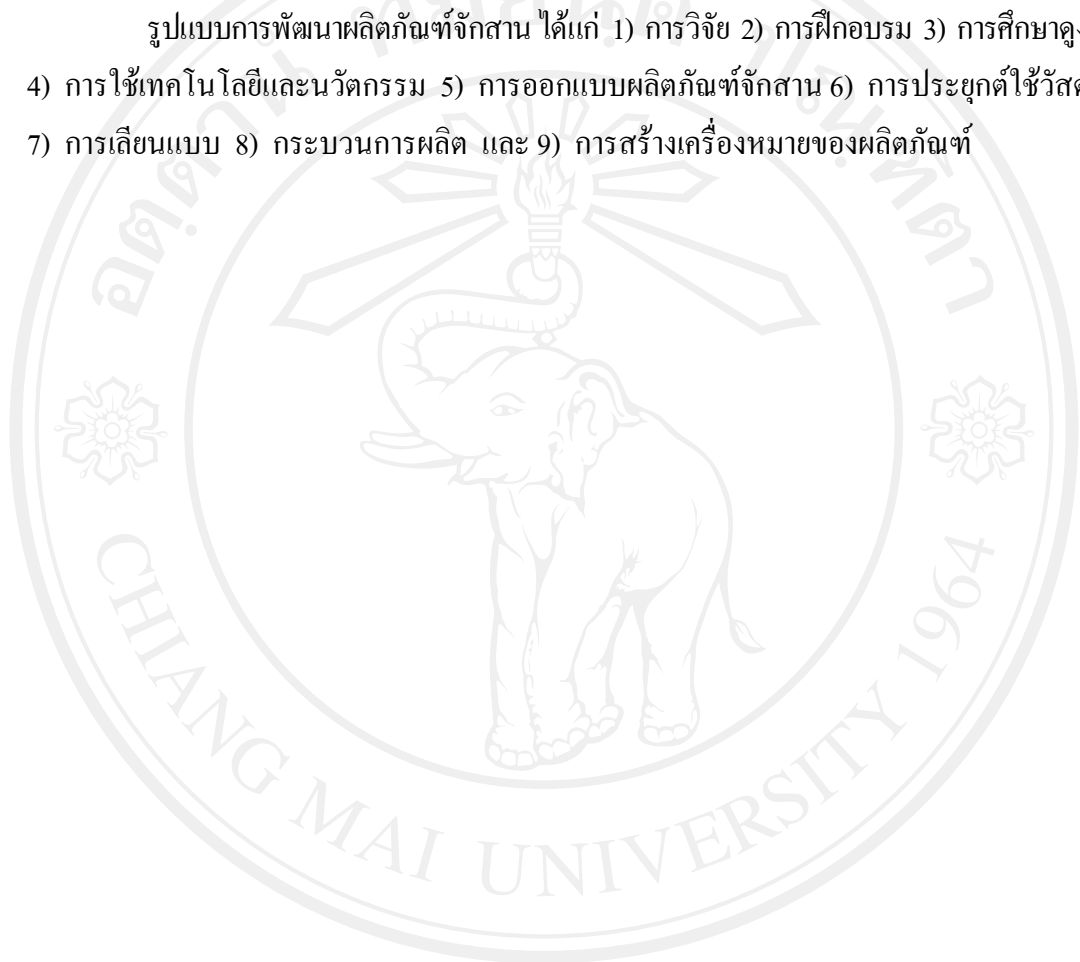 รูปแบบการพัฒนาผลิตภัณฑ์จักสาน ได้แก่ 1) การวิจัย 2) การฝึกอบรม 3)
4) การใช้เทคโนโลยีและนวัตกรรม 5) การออกแบบผลิตภัณฑ์จักสาน 6)
7) การเลียนแบบ 8) กระบวนการผลิต และ 9) การสร้างเครื่องหมายของผลิตภัณฑ์
CHIANG MAI UNIVERSITY 1964